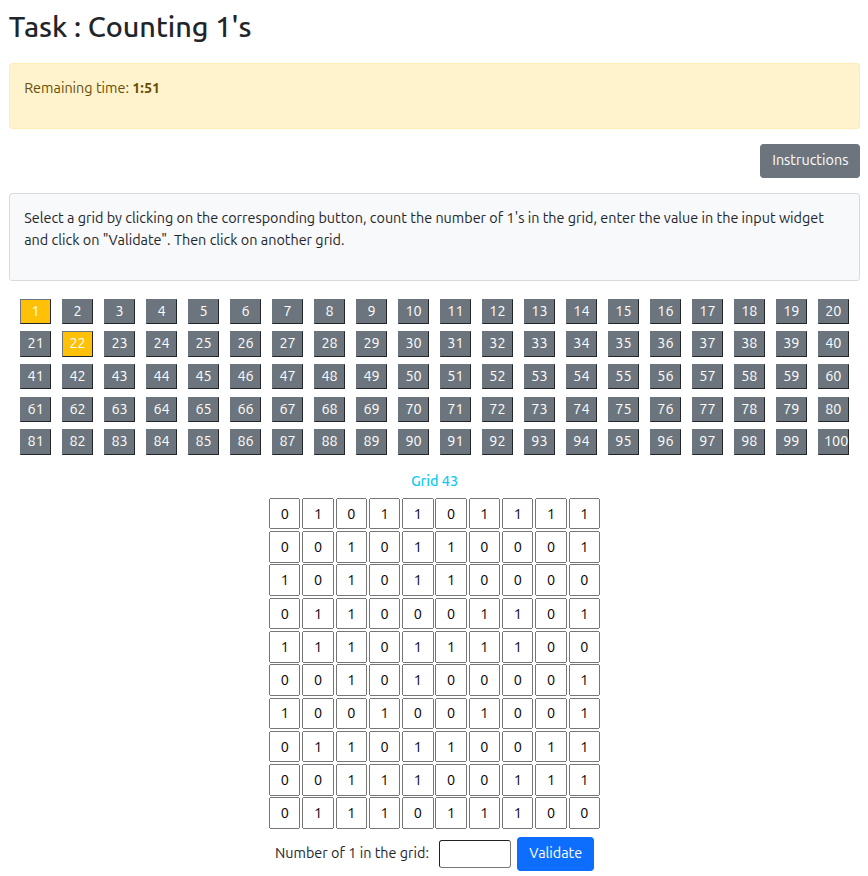 Task : Counting 1's
Remaining time: 1:51
Instructions
Select a grid by clicking on the corresponding button, count the number of 1's in the grid, enter the value in the input widget
and click on "Validate". Then click on another grid.
1 2 3 4 5 6 7 8 9 10 11 12 13 14 15 16 17 18 19 20
21 22 23 24 25 26 27 28 29 30 31 32 33 34 35 36 37 38 39 40
41 42 43 44 45 46 47 48 49 50 51 52 53 54 55 56 57 58 59 60
61 62 63 64 65 66 67 68 69 70 71 72 73 74 75 76 77 78 79 80
81 82 83 84 85 86 87 88 89 90 91 92 93 94 95 96 97 98 99 100
Grid 43
0 1 0 1 1 0 1 1 1 1
0 0 1 0 1 1 0 0 0 1
1 0 1 0 1 1 0 0 0 0
0 1 1 0 0 0 1 1 0 1
1 1 1 0 1 1 1 1 0 0
0 0 1 0 1 0 0 0 0 1
1 0 0 1 0 0 1 0 0 1
0 1 1 0 1 1 0 0 1 1
0 0 1 1 1 0 0 1 1 1
0 1 1 1 0 1 1 1 0 0
Number of 1 in the grid: Validate